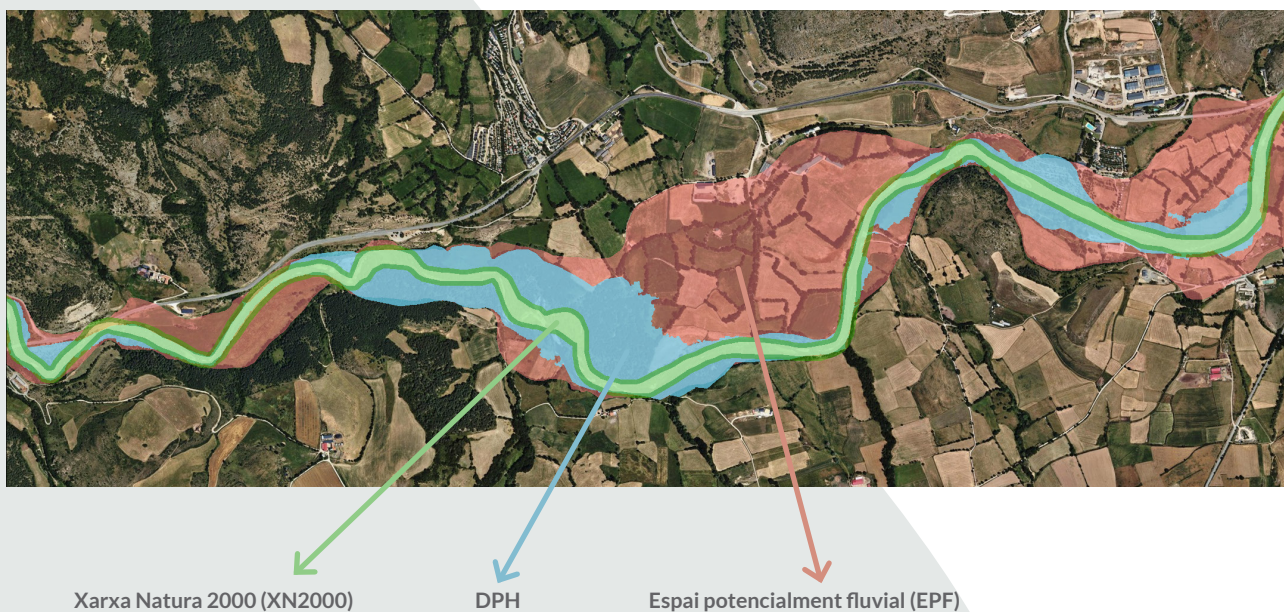 Xarxa Natura 2000 (XN2000)
DPH
Espai potencialment fluvial (EPF)